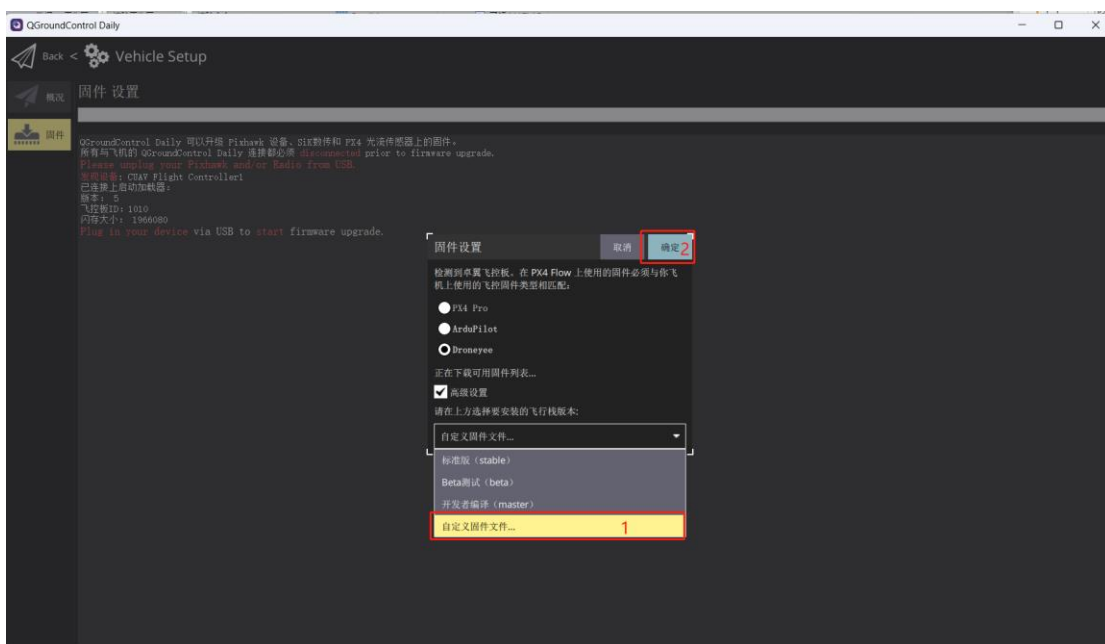 QGroundControl Daily
Back < Vehicle Setup
概况
固件 设置
固件
QGroundControl Daily 可以升级 Pixhawk 设备、SiK数传和 PX4 光流传感器上的固件。
所有与飞机的 QGroundControl Daily 连接都必须 disconnected prior to firmware upgrade.
Please unplug your Pixhawk and/or Radio from USB.
发现设备: CUAV Flight Controller1
已连接上启动加载器:
版本: 5
飞控板ID: 1010
闪存大小: 1966080
Plug in your device via USB to start firmware upgrade.
固件设置
取消
确定
2
检测到卓翼飞控板。在 PX4 Flow 上使用的固件必须与你飞
机上使用的飞控固件类型相匹配:
PX4 Pro
ArduPilot
Droneyee
正在下载可用固件列表...
高级设置
请在上方选择要安装的飞行栈版本:
自定义固件文件...
标准版（stable）
Beta测试（beta）
开发者编译（master）
自定义固件文件...
1